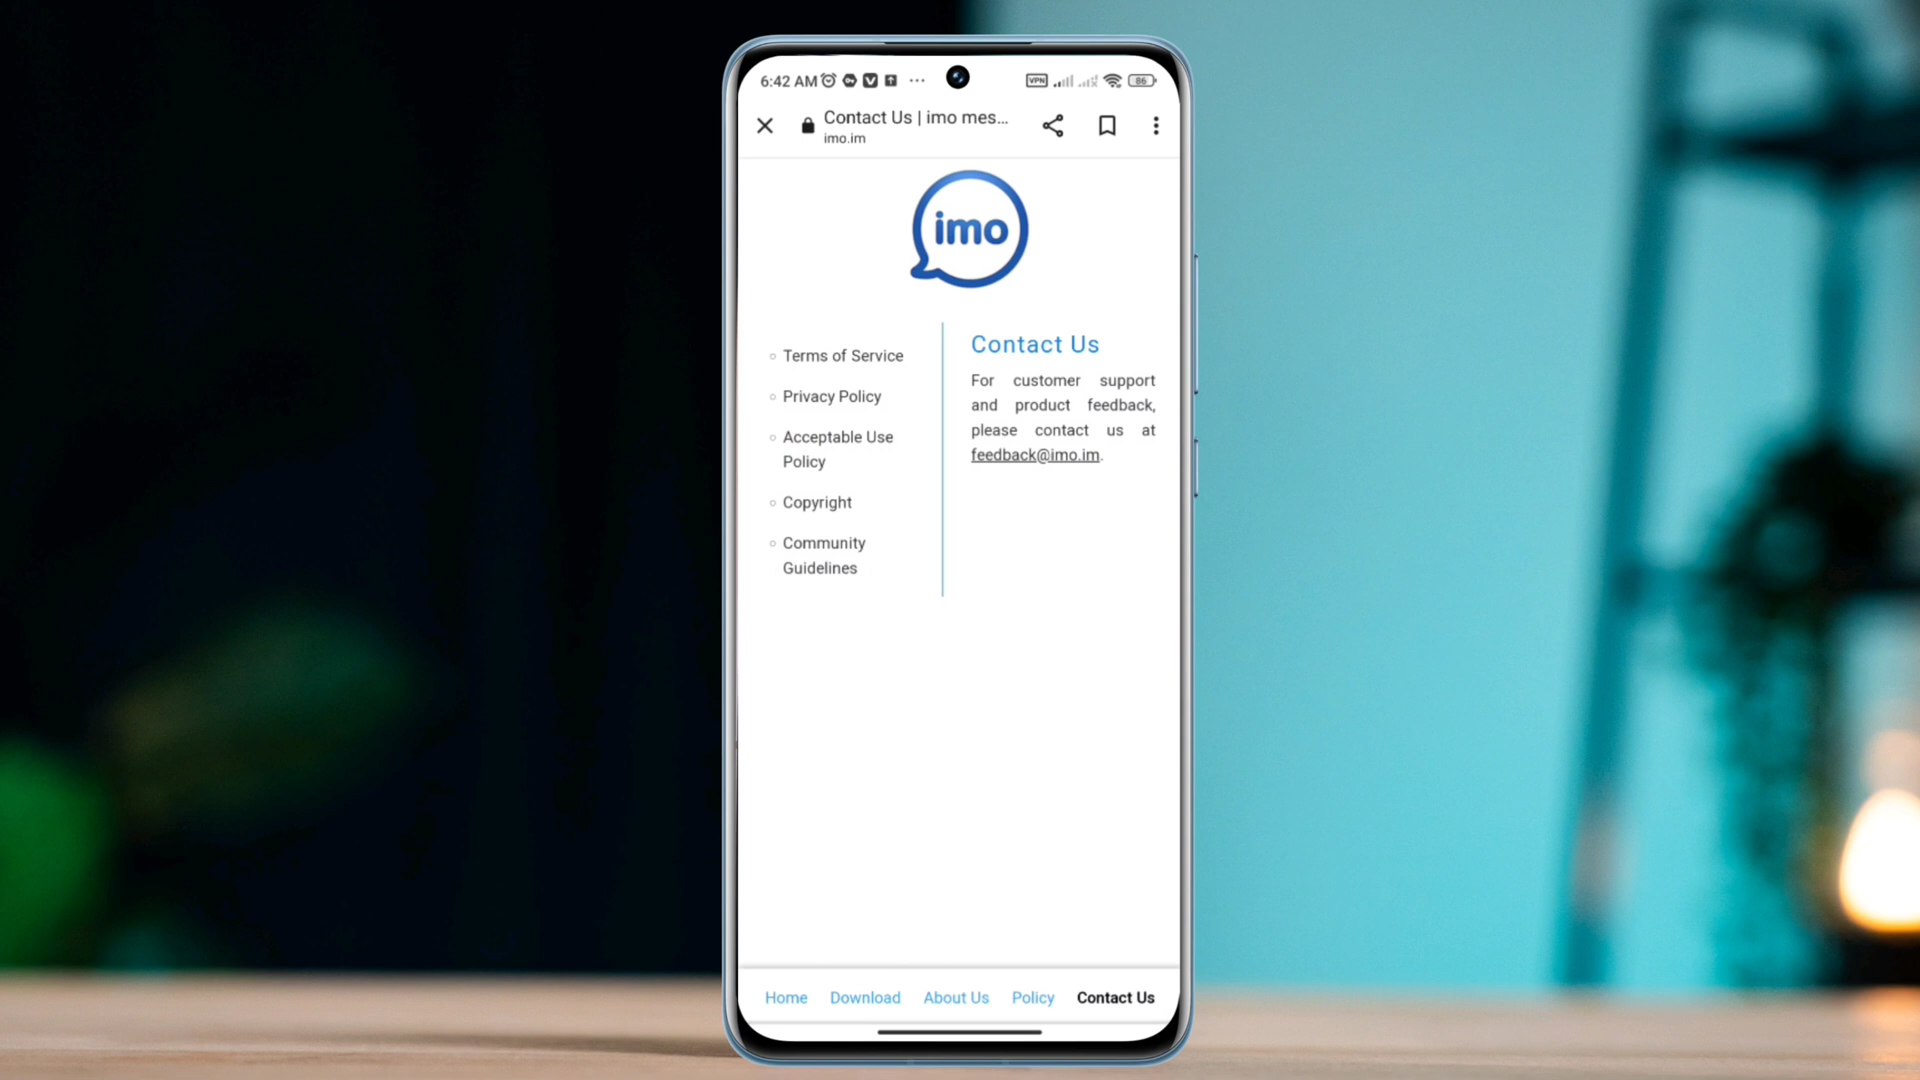 6:42 AM
VPN
86
Contact Us | imo mes...
imo.im
imo
Terms of Service
Privacy Policy
Acceptable Use
Policy
Copyright
Community
Guidelines
Contact Us
For customer support
and product feedback,
please contact us at
feedback@imo.im.
Home Download About Us Policy Contact Us